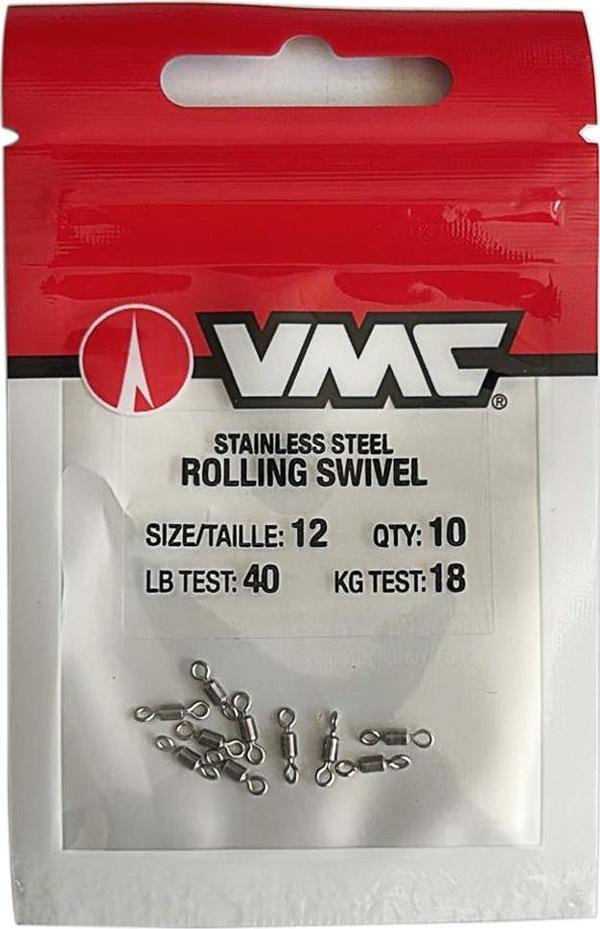 VMC®
STAINLESS STEEL
ROLLING SWIVEL
SIZE/TAILLE: 12 QTY: 10
LB TEST: 40 KG TEST: 18